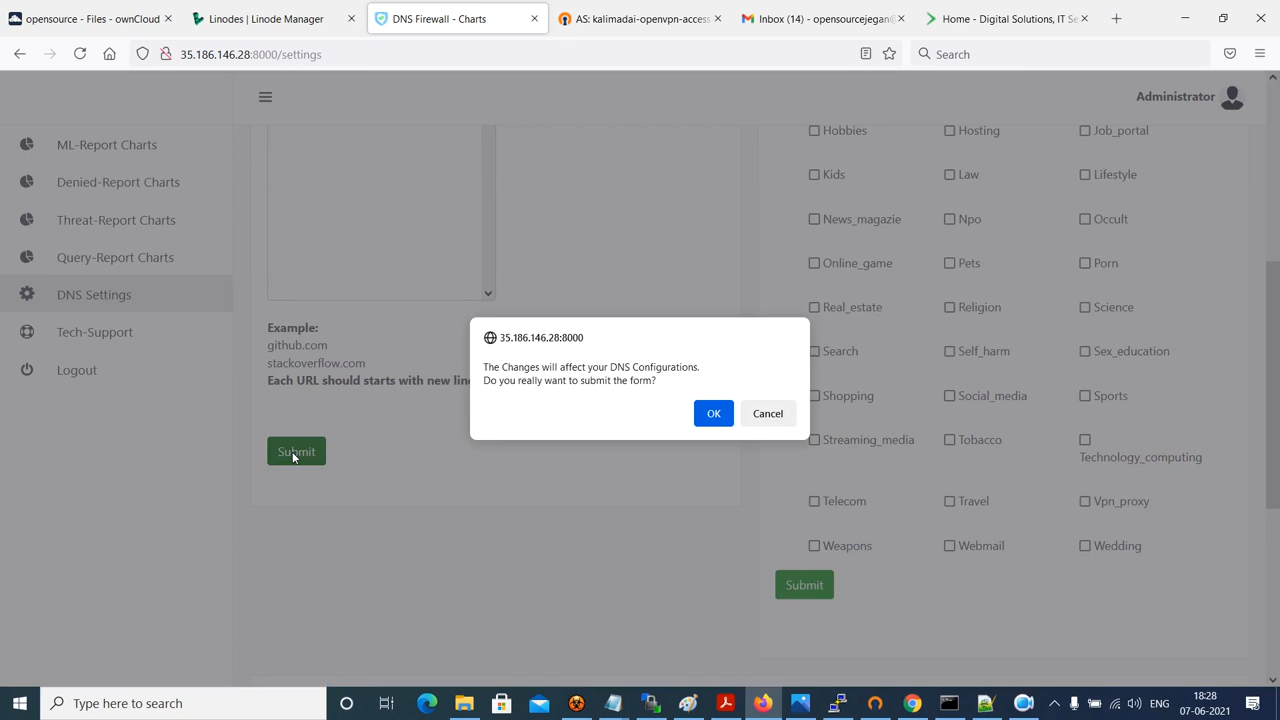 opensource - Files - ownCloud
Linodes | Linode Manager
DNS Firewall - Charts
AS: kalimadai-openvpn-access
Inbox (14) - opensourcejegan@
Home - Digital Solutions, IT Se
35.186.146.28:8000/settings
Search
Administrator
ML-Report Charts
Denied-Report Charts
Threat-Report Charts
Query-Report Charts
DNS Settings
Tech-Support
Logout
Example:
github.com
stackoverflow.com
Each URL should starts with new line
Submit
35.186.146.28:8000
The Changes will affect your DNS Configurations.
Do you really want to submit the form?
OK
Cancel
Hobbies
Hosting
Job_portal
Kids
Law
Lifestyle
News_magazie
Npo
Occult
Online_game
Pets
Porn
Real_estate
Religion
Science
Search
Self_harm
Sex_education
Shopping
Social_media
Sports
Streaming_media
Tobacco
Technology_computing
Telecom
Travel
Vpn_proxy
Weapons
Webmail
Wedding
Submit
Type here to search
ENG
18:28
07-06-2021